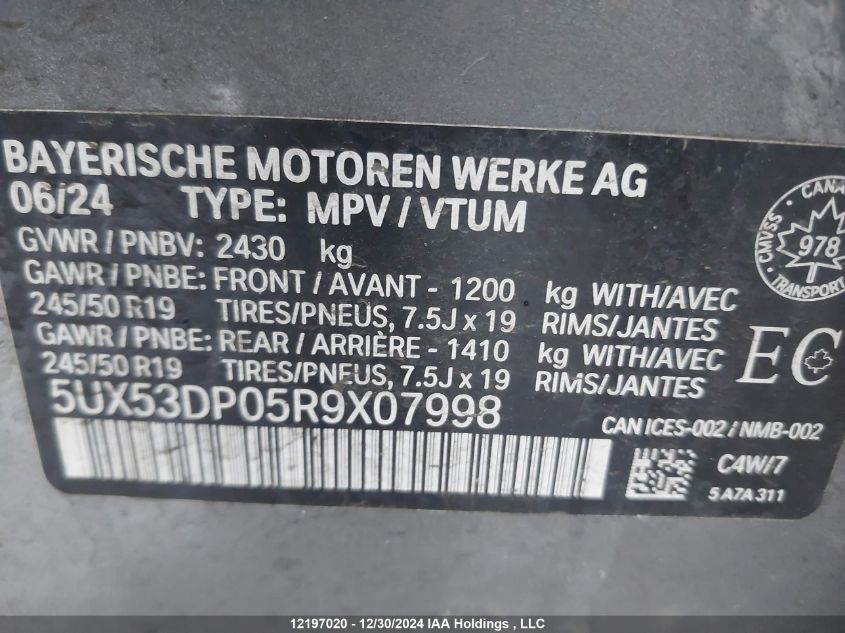 BAYERISCHE MOTOREN WERKE AG
06/24 TYPE: MPV / VTUM
GVWR / PNBV: 2430 kg
GAWR / PNBE: FRONT / AVANT - 1200 kg WITH/AVEC
245/50 R19 TIRES/PNEUS, 7.5J x 19 RIMS/JANTES
GAWR / PNBE: REAR / ARRIÈRE - 1410 kg WITH/AVEC
245/50 R19 TIRES/PNEUS, 7.5J x 19 RIMS/JANTES
5UX53DP05R9X07998
CANADA
CMVSS 978
TRANSPORT
EC
CAN ICES-002 / NMB-002
C4W/7
5A7A311
12197020 - 12/30/2024 IAA Holdings , LLC